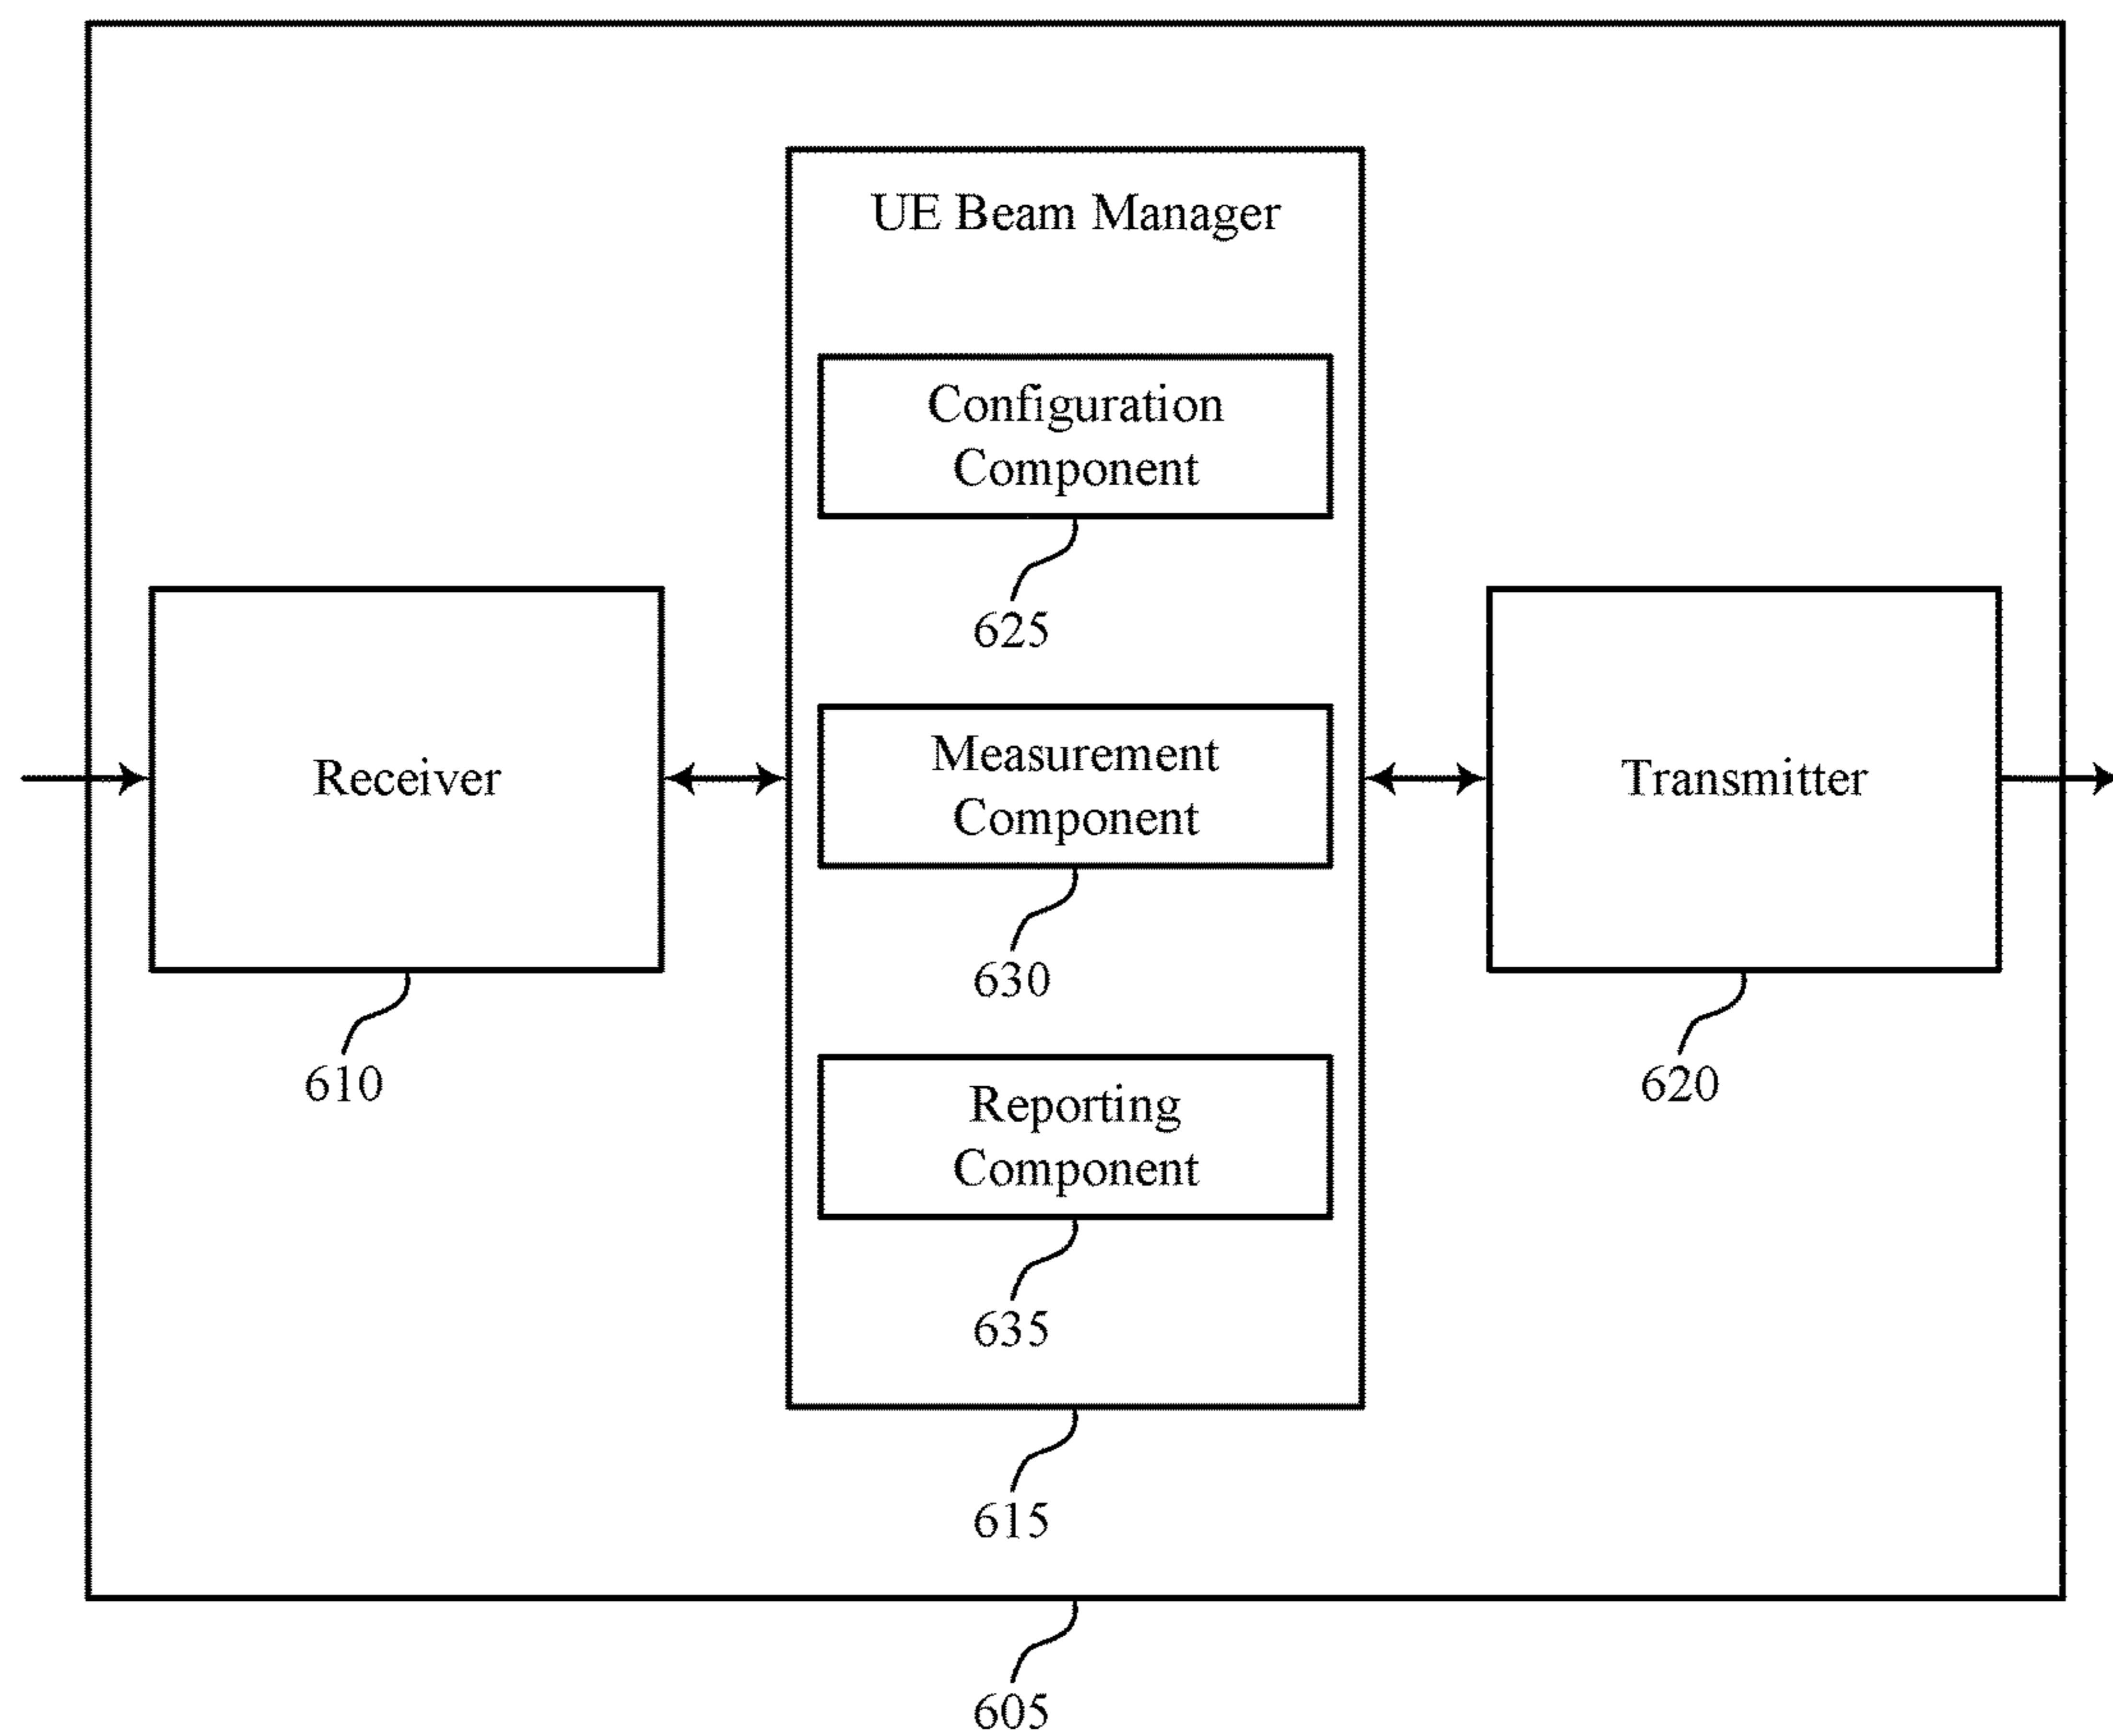 UE Beam Manager
Configuration
Component
625
Receiver
610
Measurement
Component
630
Transmitter
620
Reporting
Component
635
615
605